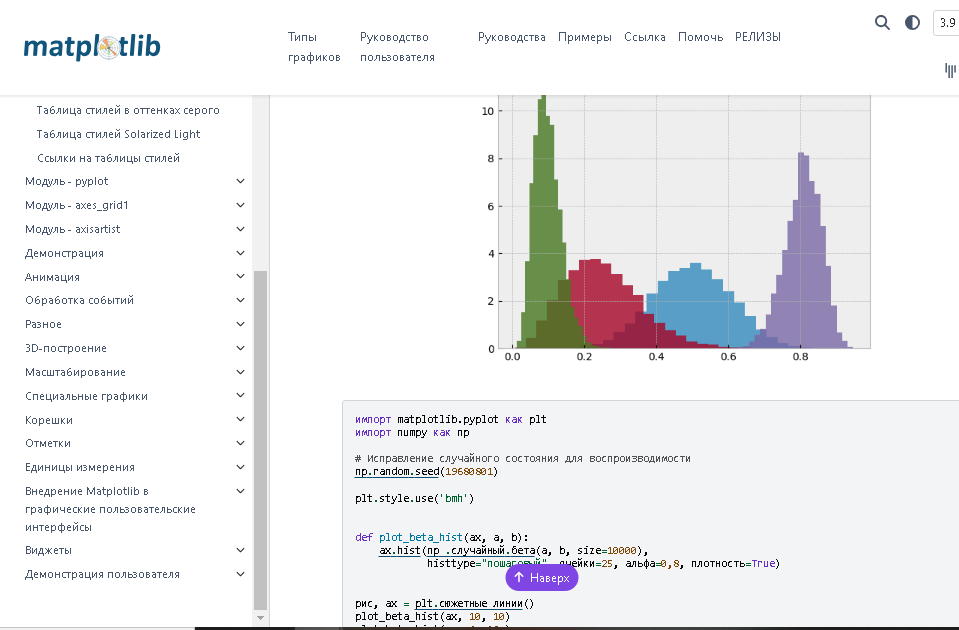 matplotlib
Типы графиков
Руководство пользователя
Руководства
Примеры
Ссылка
Помочь
РЕЛИЗЫ
3.9
Таблица стилей в оттенках серого
Таблица стилей Solarized Light
Ссылки на таблицы стилей
Модуль - pyplot
Модуль - axes_grid1
Модуль - axisartist
Демонстрация
Анимация
Обработка событий
Разное
3D-построение
Масштабирование
Специальные графики
Корешки
Отметки
Единицы измерения
Внедрение Matplotlib в
графические пользовательские
интерфейсы
Виджеты
Демонстрация пользователя
10
8
6
4
2
0
0.0 0.2 0.4 0.6 0.8
импорт matplotlib.pyplot как plt
импорт numpy как np
# Исправление случайного состояния для воспроизводимости
np.random.seed(19680801)
plt.style.use('bmh')
def plot_beta_hist(ax, a, b):
ax.hist(np .случайный.бета(a, b, size=10000),
histtype="пошаговый", ячейки=25, альфа=0,8, плотность=True)
Наверх
рис, ax = plt.сюжетные линии()
plot_beta_hist(ax, 10, 10)